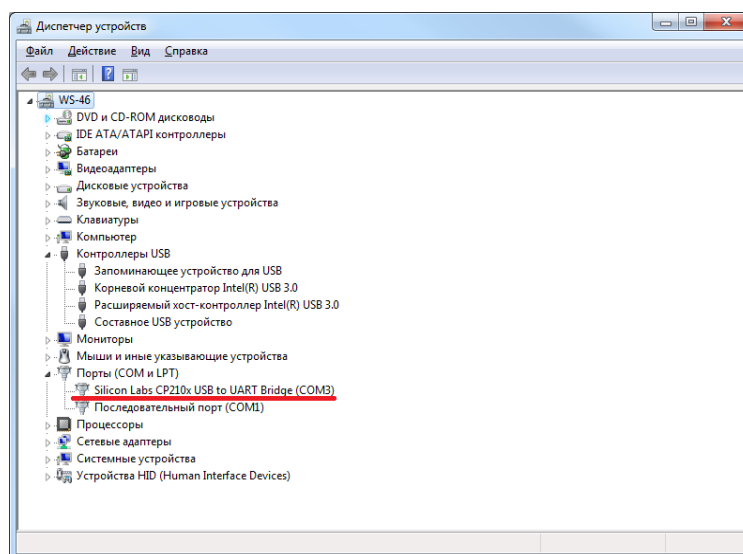 Диспетчер устройств
Файл Действие Вид Справка
WS-46
DVD и CD-ROM дисководы
IDE ATA/ATAPI контроллеры
Батареи
Видеоадаптеры
Дисковые устройства
Звуковые, видео и игровые устройства
Клавиатуры
Компьютер
Контроллеры USB
Запоминающее устройство для USB
Корневой концентратор Intel(R) USB 3.0
Расширяемый хост-контроллер Intel(R) USB 3.0
Составное USB устройство
Мониторы
Мыши и иные указывающие устройства
Порты (COM и LPT)
Silicon Labs CP210x USB to UART Bridge (COM3)
Последовательный порт (COM1)
Процессоры
Сетевые адаптеры
Системные устройства
Устройства HID (Human Interface Devices)